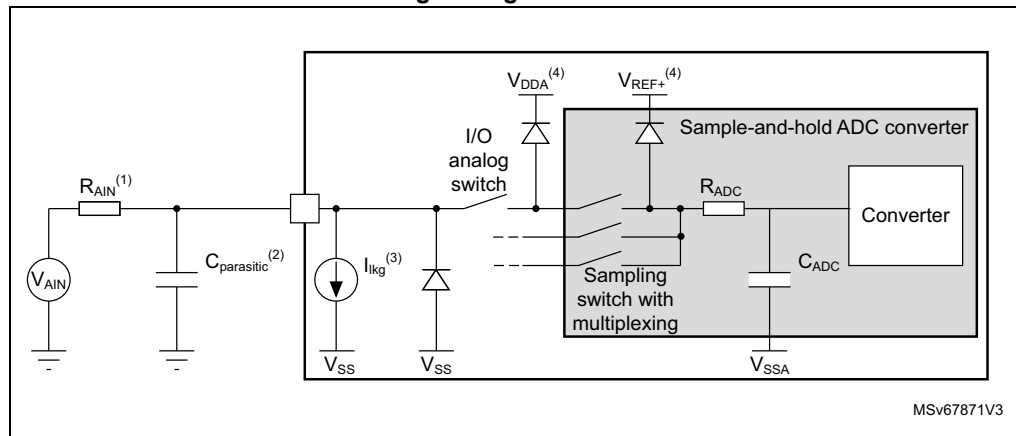 V_DDA(4)
V_REF+(4)
Sample-and-hold ADC converter
I/O
analog
switch
R_AIN(1)
R_ADC
Converter
C_parasitic(2)
I_lkg(3)
V_AIN
C_ADC
Sampling
switch with
multiplexing
V_SS
V_SS
V_SSA
MSv67871V3